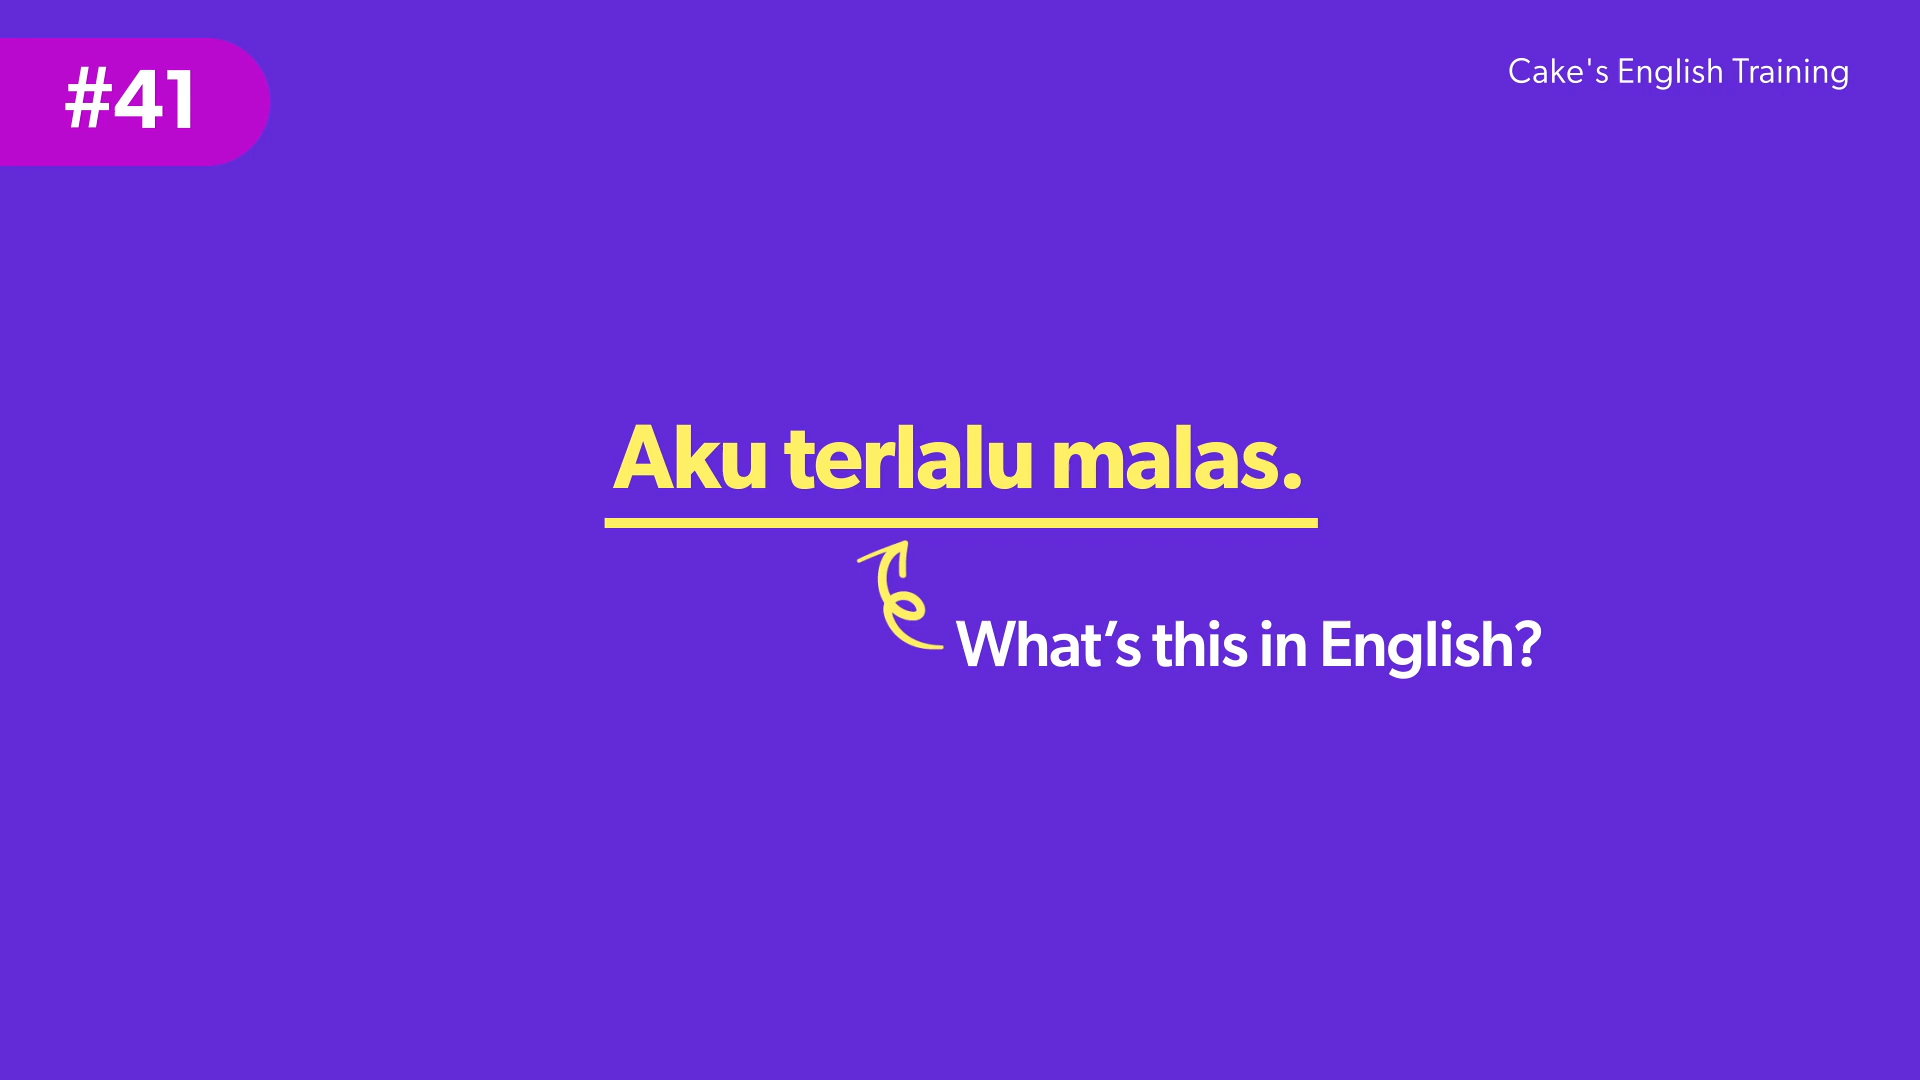 #41
Cake's English Training
Aku terlalu malas.
What’s this in English?